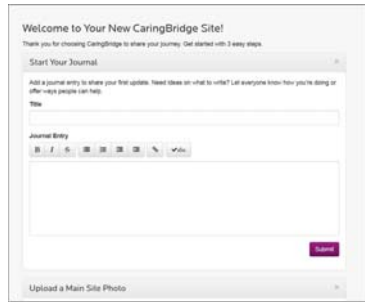 Welcome to Your New CaringBridge Site!
Thank you for choosing CaringBridge to share your journey. Get started with 3 easy steps.
Start Your Journal
Add a journal entry to share your first update. Need ideas on what to write? Let everyone know how you're doing or
offer ways people can help.
Title
Journal Entry
B I S
Submit
Upload a Main Site Photo